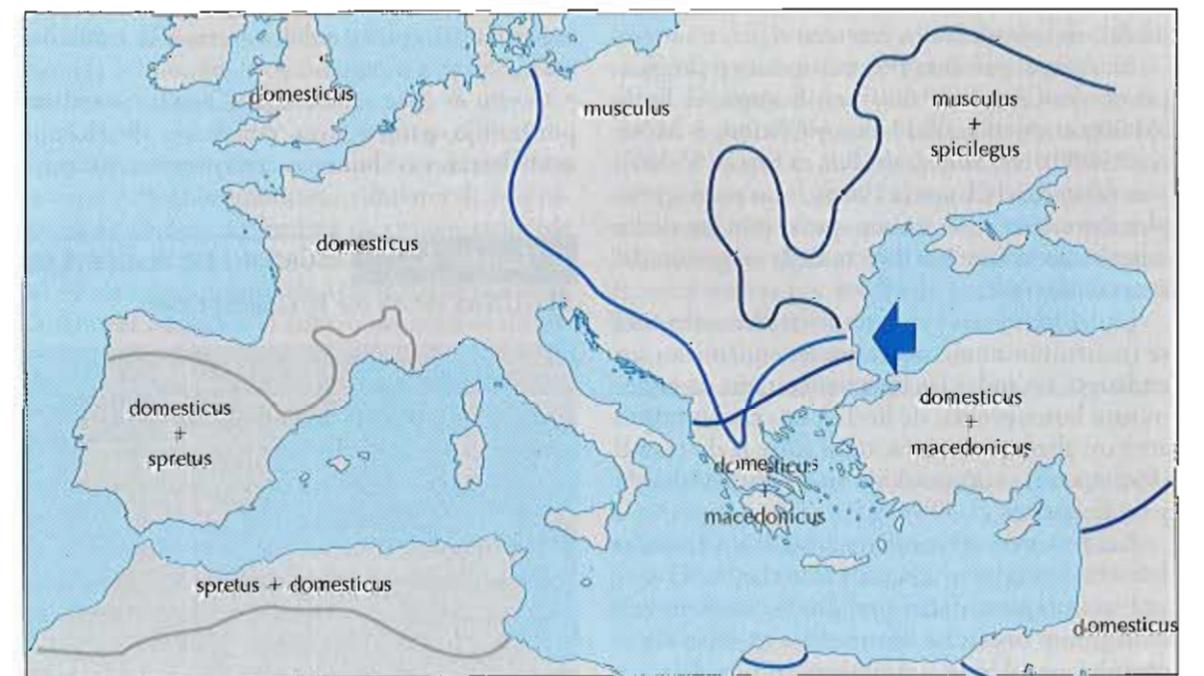 domesticus
musculus
musculus
+
spicilegus
domesticus
domesticus
+
spretus
domesticus
+
macedonicus
domesticus
+
macedonicus
spretus + domesticus
domesticus